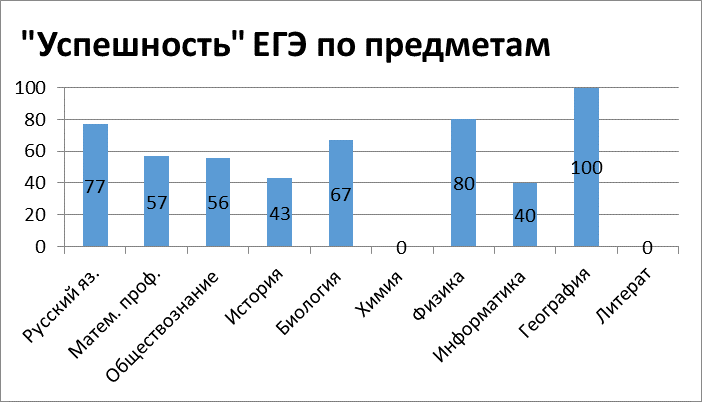 "Успешность" ЕГЭ по предметам
100
80
60
40
20
0
77
57
56
43
67
0
80
40
100
0
Русский яз.
Матем. проф.
Обществознание
История
Биология
Химия
Физика
Информатика
География
Литерат